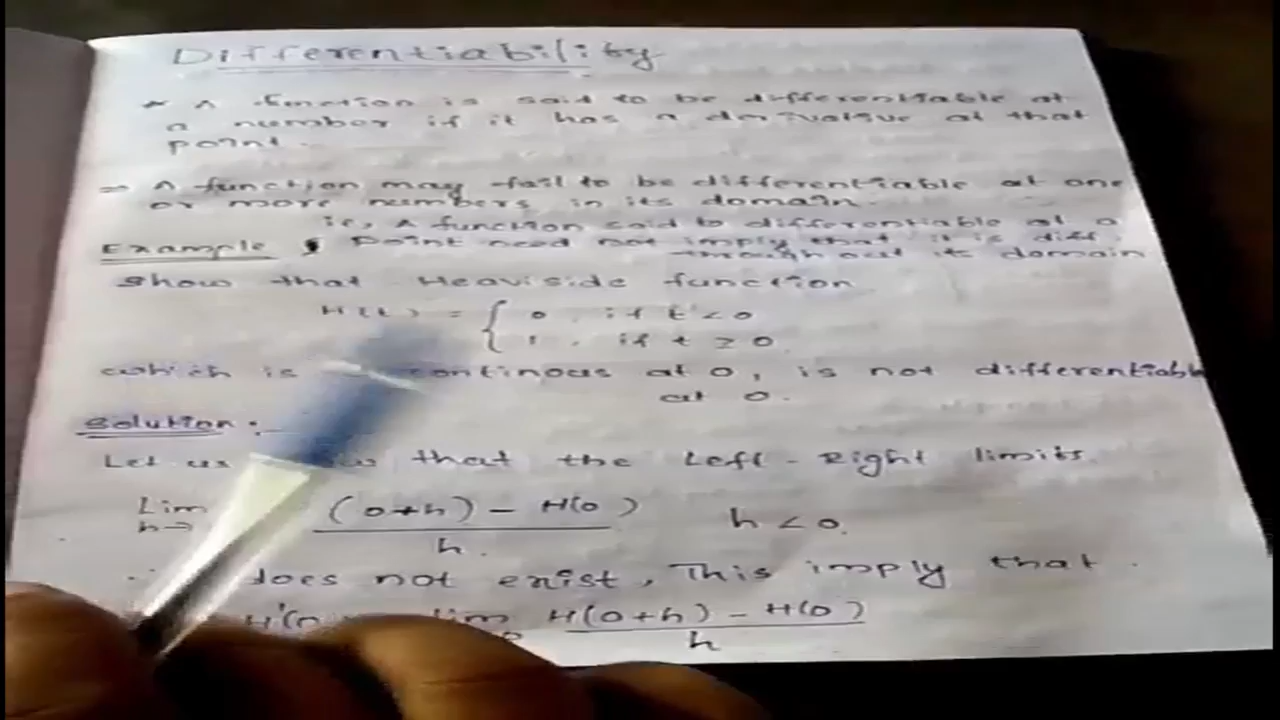 Differentiability
* A function is said to be differentiable at
a number if it has a derivative at that
point.
→ A function may fail to be differentiable at one
or more numbers in its domain.
ie, A function said to differentiable at a
Example Point need not imply that it is diff.
through out its domain
Show that Heaviside function
H(t) = { 0, if t < 0
1, if t ≥ 0
which is continous at 0, is not differentiable
at 0.
Solution:
Let us that the Left-Right limits
Lim h→ (0+h) - H(0) / h h < 0
does not exist, This imply that
H'(0 lim H(0+h) - H(0) / h